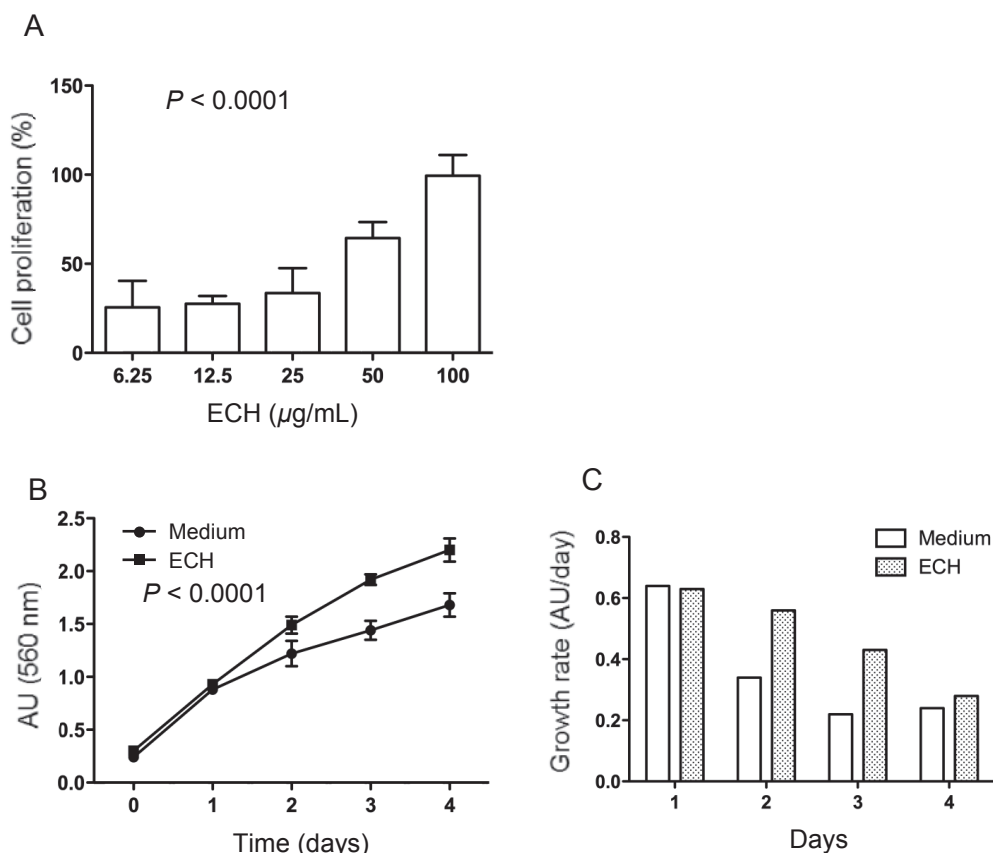 A
150
100
50
0
Cell proliferation (%)
P < 0.0001
6.25 12.5 25 50 100
ECH (µg/mL)
B
2.5
2.0
1.5
1.0
0.5
0.0
AU (560 nm)
Medium
ECH
P < 0.0001
0 1 2 3 4
Time (days)
C
0.8
0.6
0.4
0.2
0.0
Growth rate (AU/day)
Medium
ECH
1 2 3 4
Days